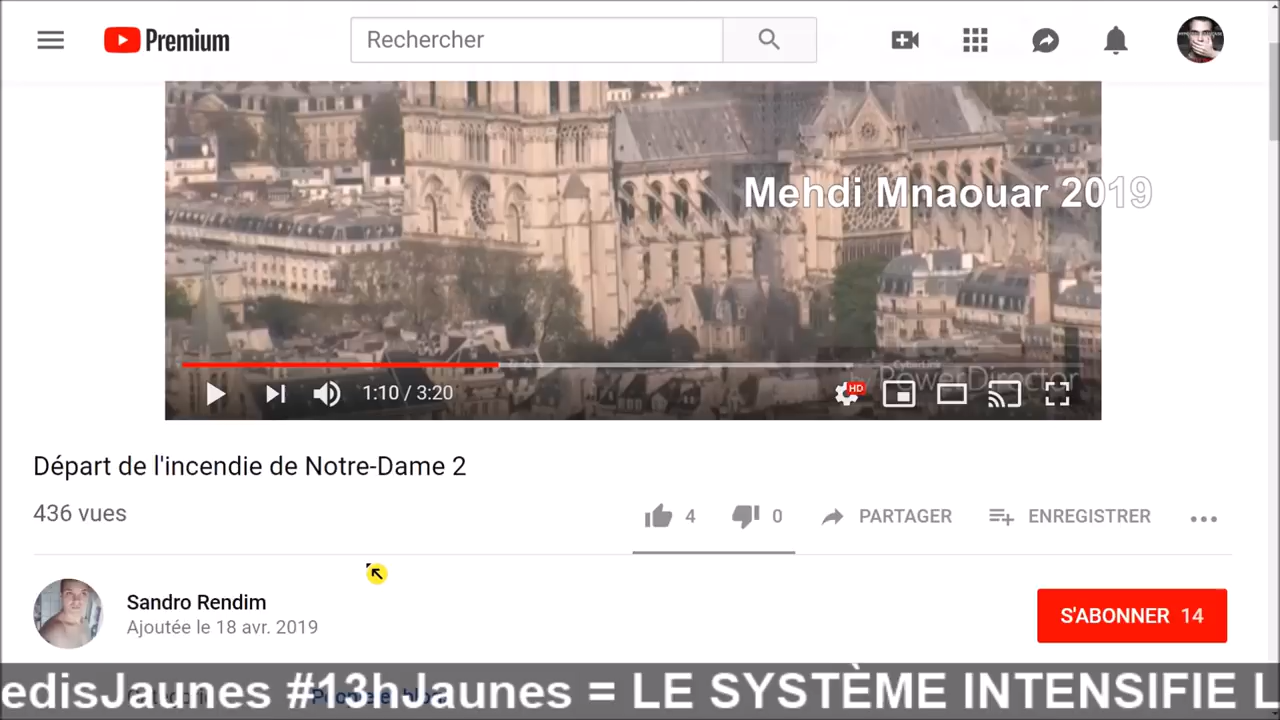 Premium
Rechercher
Mehdi Mnaouar 2019
CyberLink
PowerDirector
1:10 / 3:20
HD
Départ de l'incendie de Notre-Dame 2
436 vues
4
0
PARTAGER
ENREGISTRER
Sandro Rendim
Ajoutée le 18 avr. 2019
S'ABONNER 14
edisJaunes #13hJaunes = LE SYSTÈME INTENSIFIE L